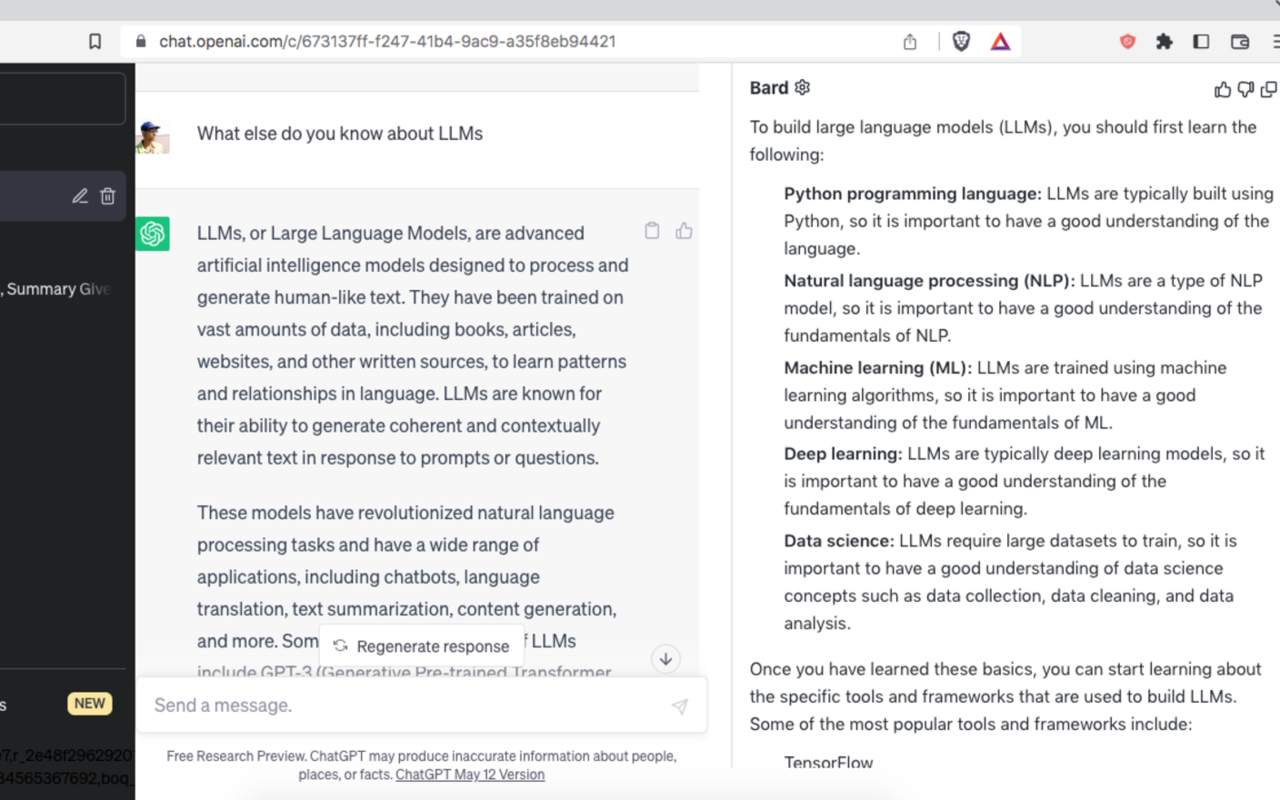 chat.openai.com/c/673137ff-f247-41b4-9ac9-a35f8eb94421
, Summary Give
s NEW
7,r_2e48f2962920
34565367692,boq_
What else do you know about LLMs
LLMs, or Large Language Models, are advanced
artificial intelligence models designed to process and
generate human-like text. They have been trained on
vast amounts of data, including books, articles,
websites, and other written sources, to learn patterns
and relationships in language. LLMs are known for
their ability to generate coherent and contextually
relevant text in response to prompts or questions.
These models have revolutionized natural language
processing tasks and have a wide range of
applications, including chatbots, language
translation, text summarization, content generation,
and more. Som
Regenerate response
f LLMs
include GPT-3 (Generative Pre-trained Transformer
Send a message.
Free Research Preview. ChatGPT may produce inaccurate information about people,
places, or facts. ChatGPT May 12 Version
Bard
To build large language models (LLMs), you should first learn the
following:
Python programming language: LLMs are typically built using
Python, so it is important to have a good understanding of the
language.
Natural language processing (NLP): LLMs are a type of NLP
model, so it is important to have a good understanding of the
fundamentals of NLP.
Machine learning (ML): LLMs are trained using machine
learning algorithms, so it is important to have a good
understanding of the fundamentals of ML.
Deep learning: LLMs are typically deep learning models, so it
is important to have a good understanding of the
fundamentals of deep learning.
Data science: LLMs require large datasets to train, so it is
important to have a good understanding of data science
concepts such as data collection, data cleaning, and data
analysis.
Once you have learned these basics, you can start learning about
the specific tools and frameworks that are used to build LLMs.
Some of the most popular tools and frameworks include:
TensorFlow